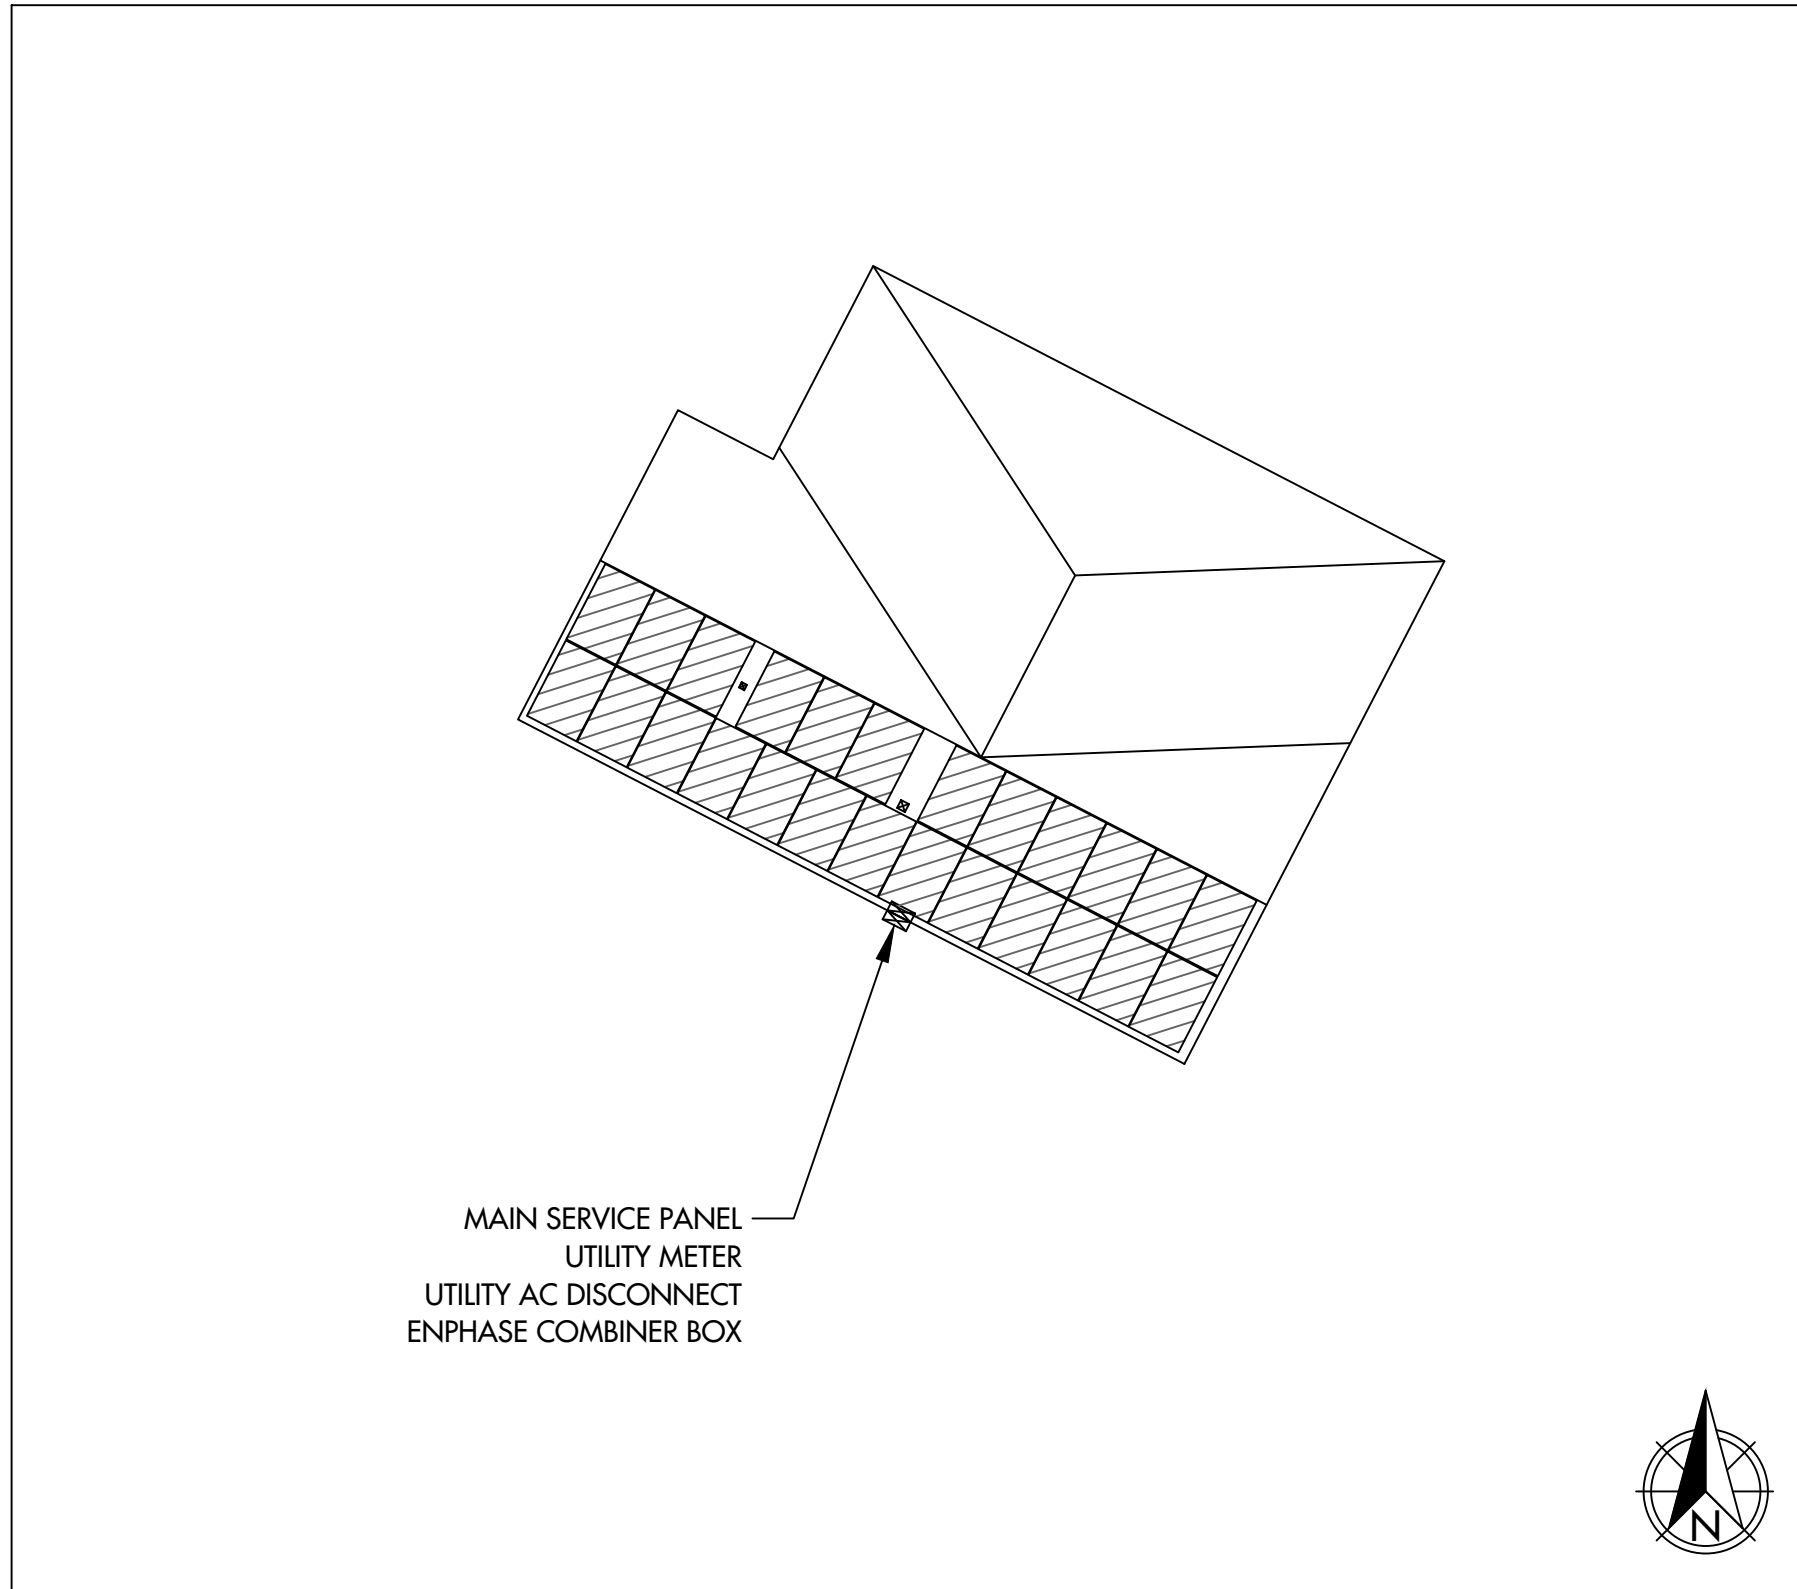 MAIN SERVICE PANEL
UTILITY METER
UTILITY AC DISCONNECT
ENPHASE COMBINER BOX
N